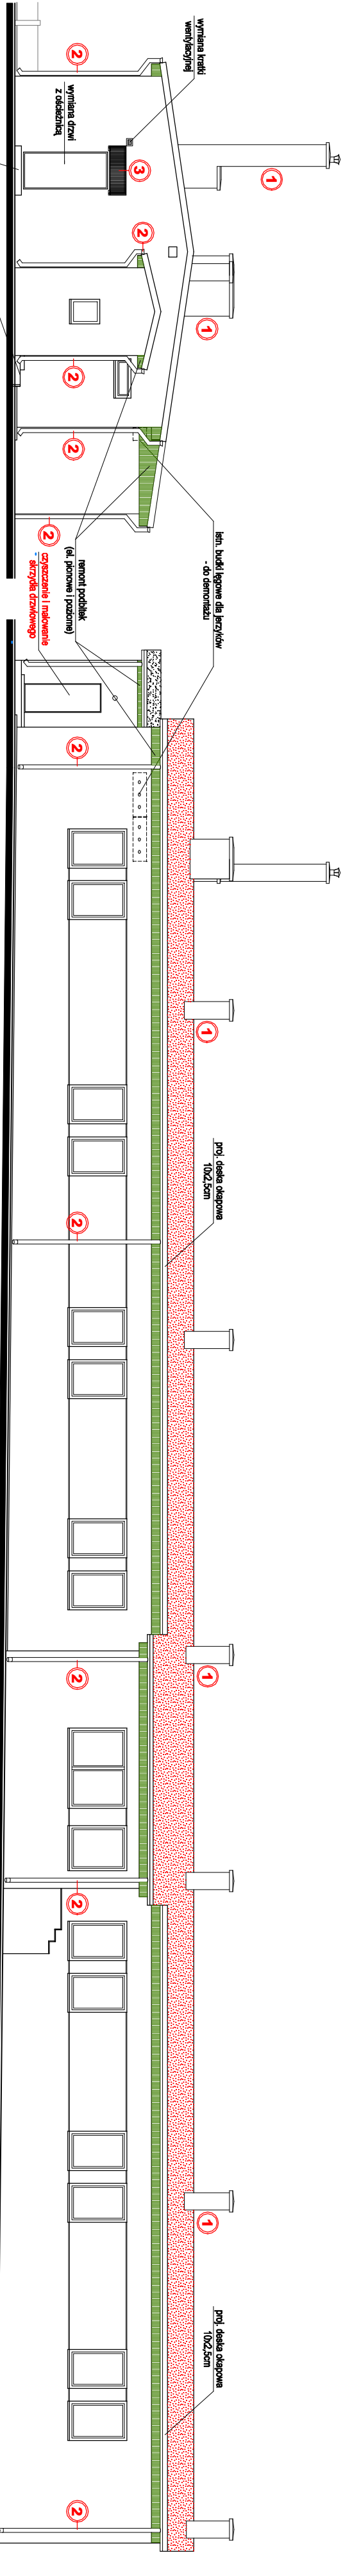 wymiana kratki
wentylacyjnej
1
1
2
wymiana drzwi
z ościeżnicą
3
2
2
2
2
istn. budki lęgowe dla jerzyków
- do demontażu
remont podbitek
(el. pionowe i poziome)
czyszczenie i malowanie
- skrzydła drzwiowego
2
1
proj. deska okapowa
10x2,5cm
2
1
2
2
1
proj. deska okapowa
10x2,5cm
2